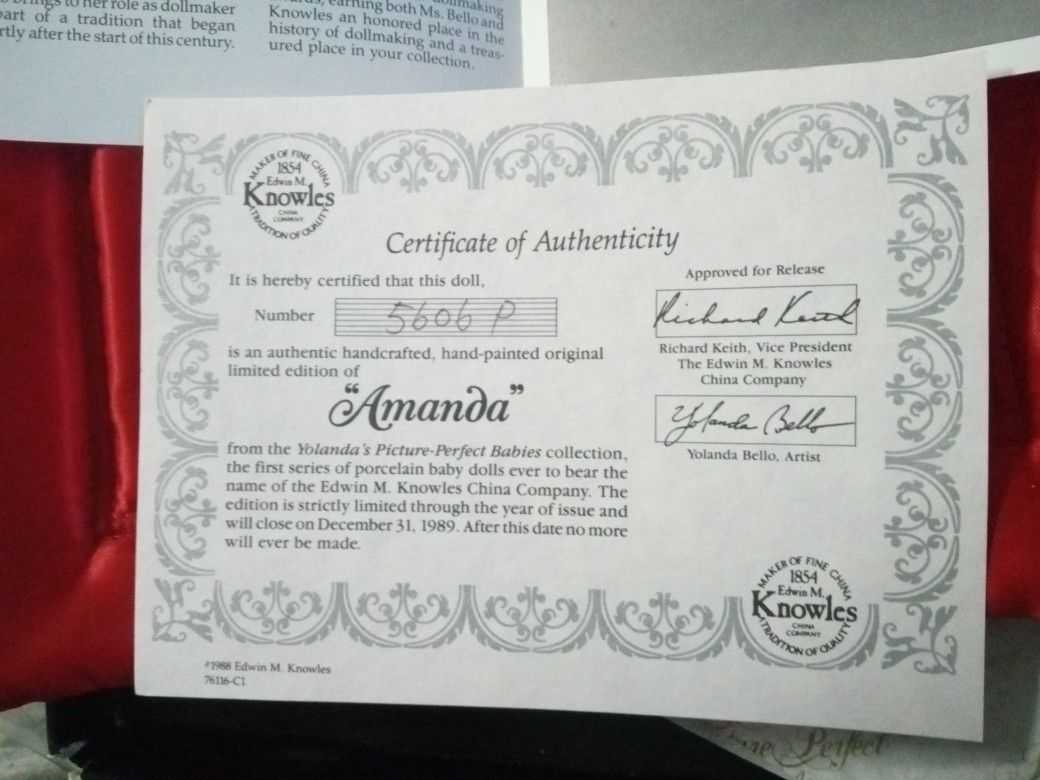 to her role as dollmaker
art of a tradition that began
rtly after the start of this century.
earning both Ms. Bello and
Knowles an honored place in the
history of dollmaking and a treas-
ured place in your collection.
MAKER OF FINE CHINA
1854
Edwin M.
Knowles
CHINA
COMPANY
A TRADITION OF QUALITY
Certificate of Authenticity
It is hereby certified that this doll,
Number 5606 P
is an authentic handcrafted, hand-painted original
limited edition of
"Amanda"
from the Yolanda's Picture-Perfect Babies collection,
the first series of porcelain baby dolls ever to bear the
name of the Edwin M. Knowles China Company. The
edition is strictly limited through the year of issue and
will close on December 31, 1989. After this date no more
will ever be made.
Approved for Release
Richard Keith
Richard Keith, Vice President
The Edwin M. Knowles
China Company
Yolanda Bello
Yolanda Bello, Artist
MAKER OF FINE CHINA
1854
Edwin M.
Knowles
CHINA
COMPANY
A TRADITION OF QUALITY
©1988 Edwin M. Knowles
76116-C1
Perfect